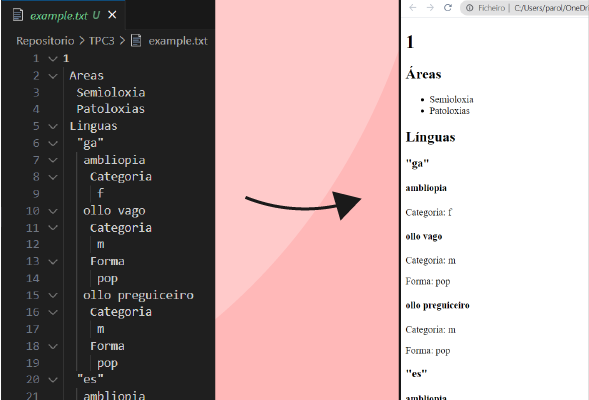 example.txt U
Repositorio > TPC3 > example.txt
1 1
2 Areas
3 Semioloxia
4 Patoloxias
5 Linguas
6 "ga"
7 ambliopia
8 Categoria
9 f
10 ollo vago
11 Categoria
12 m
13 Forma
14 pop
15 ollo preguiceiro
16 Categoria
17 m
18 Forma
19 pop
20 "es"
21 ambliopia
Ficheiro | C:/Users/parol/OneDri
1
Áreas
Semioloxia
Patoloxias
Línguas
"ga"
ambliopia
Categoria: f
ollo vago
Categoria: m
Forma: pop
ollo preguiceiro
Categoria: m
Forma: pop
"es"
ambliopia